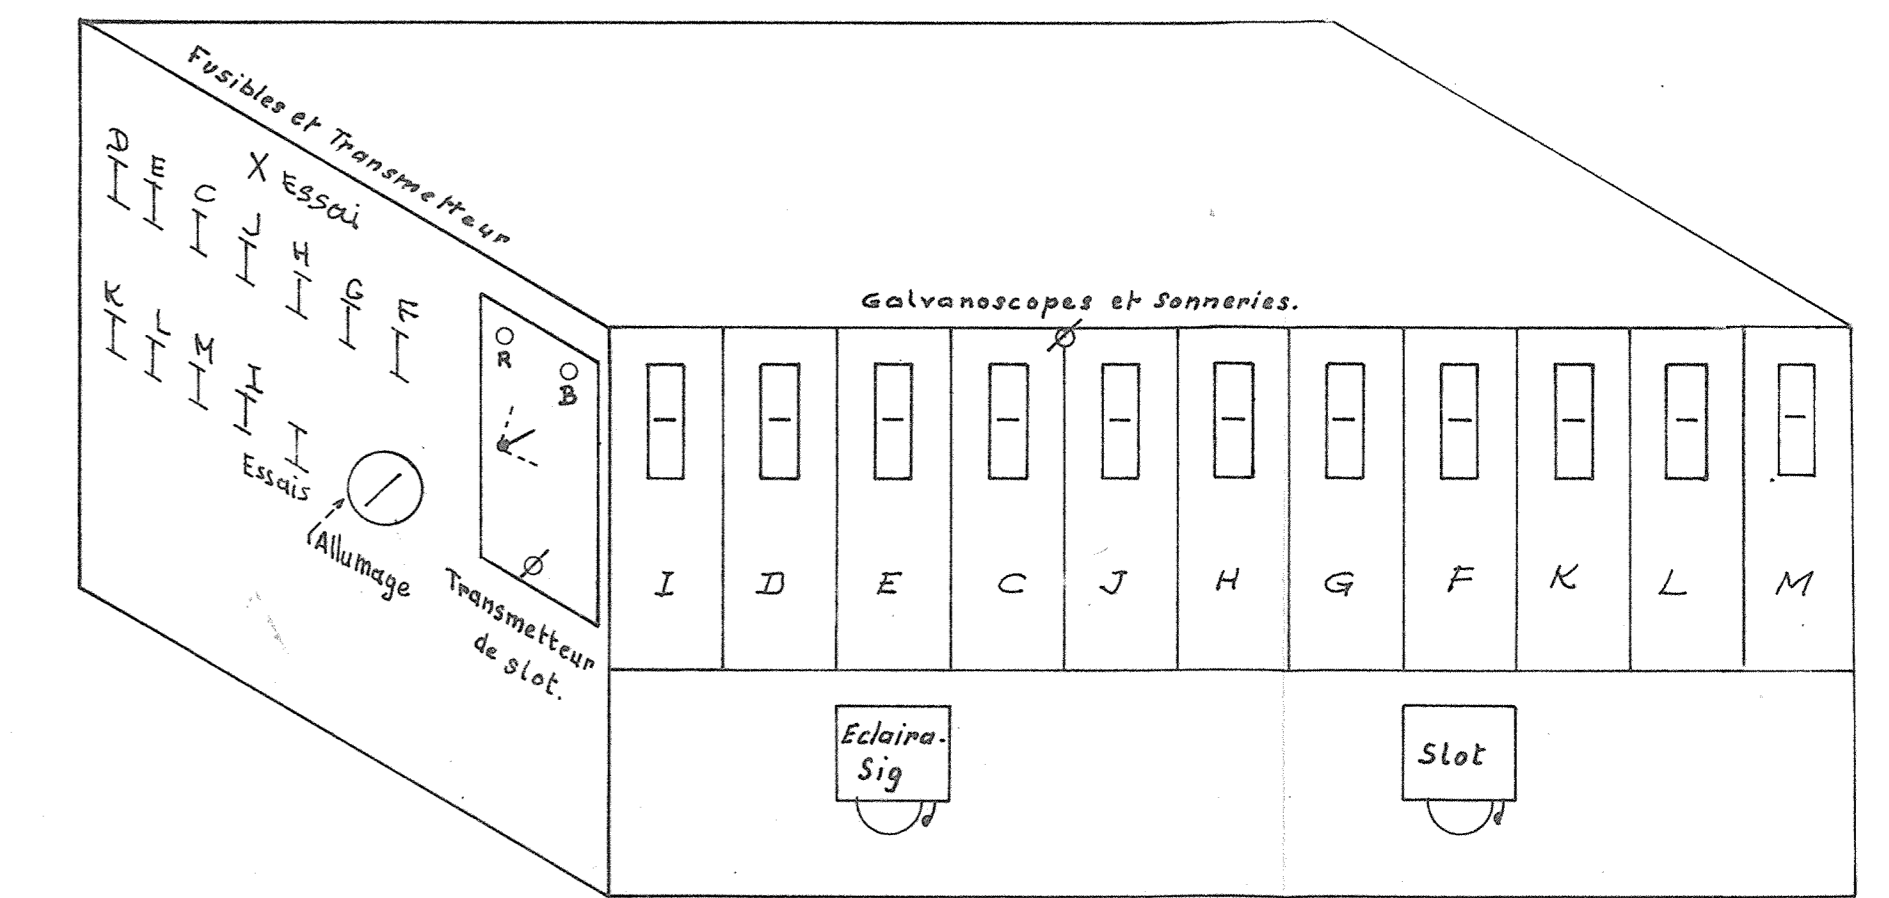 Fusibles et Transmetteur
X Essai
D E C J H G F
K L M I
Essais
Allumage
R
B
Transmetteur
de slot.
Galvanoscopes et Sonneries.
I D E C J H G F K L M
Eclaira-
Sig
Slot